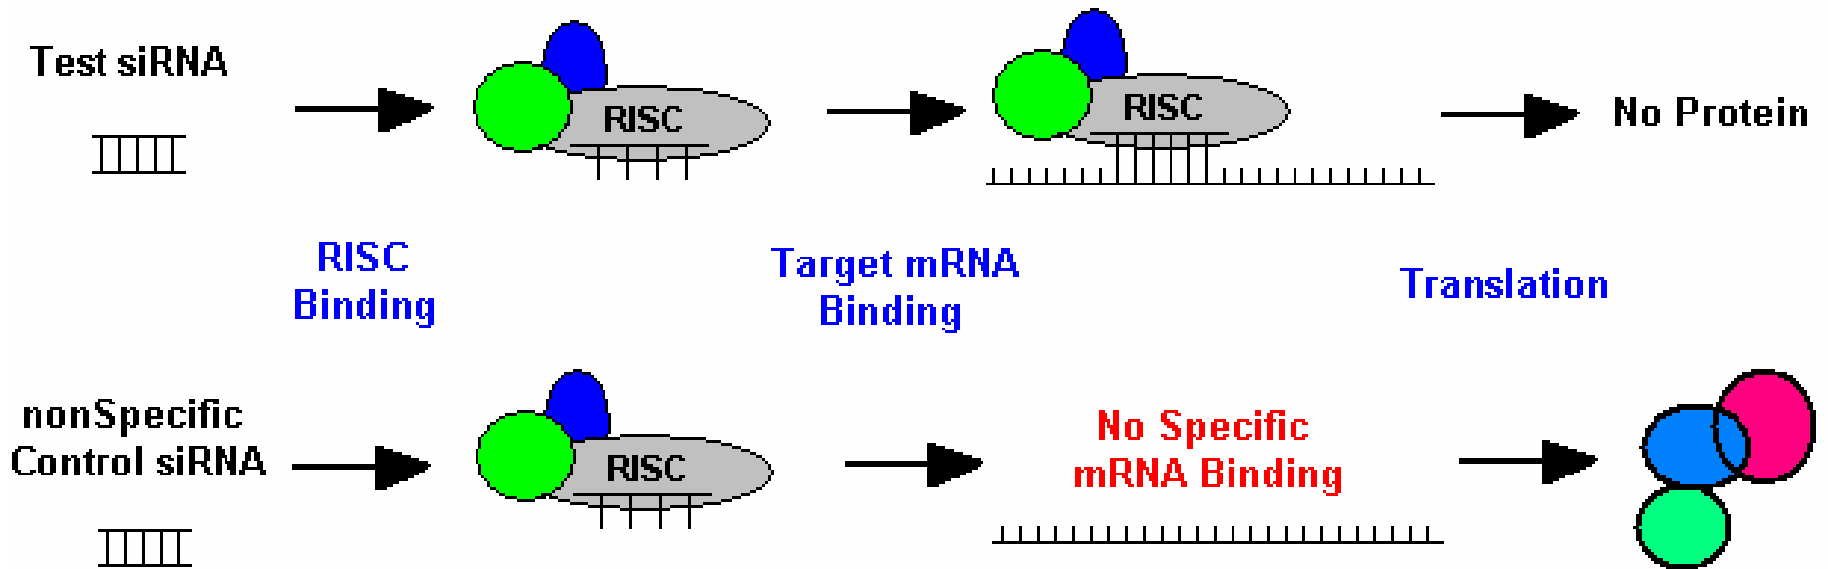 Test siRNA
RISC
RISC
No Protein
RISC
Binding
Target mRNA
Binding
Translation
nonSpecific
Control siRNA
RISC
No Specific
mRNA Binding